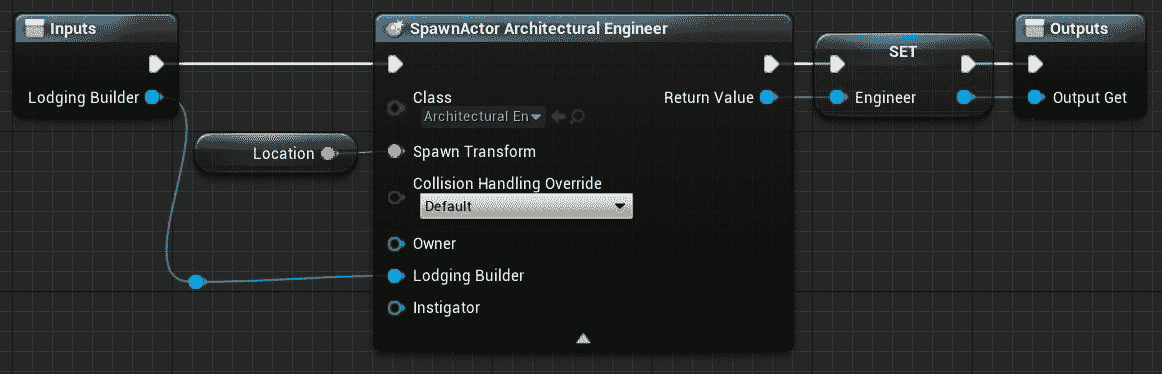 Inputs
Lodging Builder
Location
SpawnActor Architectural Engineer
Class
Architectural En
Return Value
Spawn Transform
Collision Handling Override
Default
Owner
Lodging Builder
Instigator
SET
Engineer
Outputs
Output Get